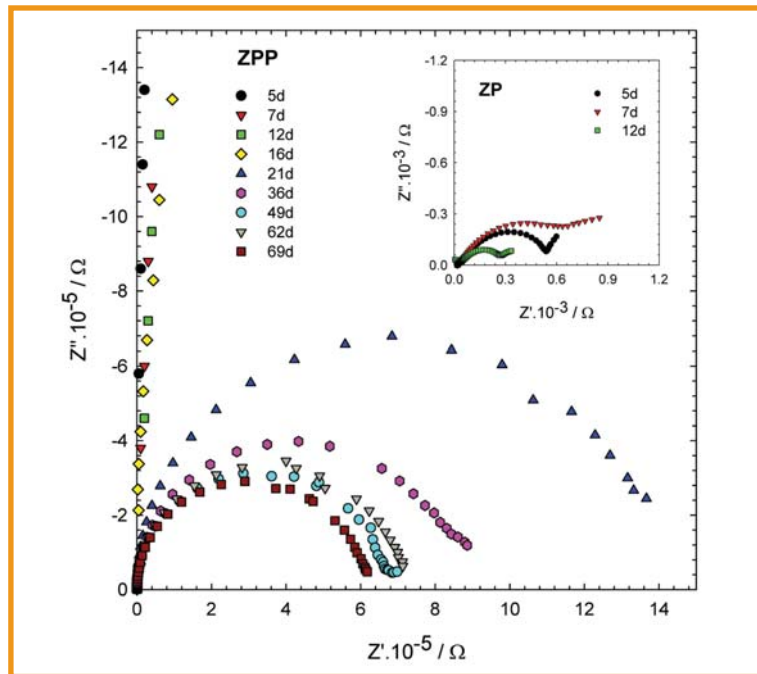 ZPP
5d
7d
12d
16d
21d
36d
49d
62d
69d
-14
-12
-10
-8
-6
-4
-2
0
Z''.10⁻⁵ / Ω
0 2 4 6 8 10 12 14
Z'.10⁻⁵ / Ω
ZP
5d
7d
12d
-1.2
-0.9
-0.6
-0.3
0.0
Z''.10⁻³ / Ω
0.0 0.3 0.6 0.9 1.2
Z'.10⁻³ / Ω